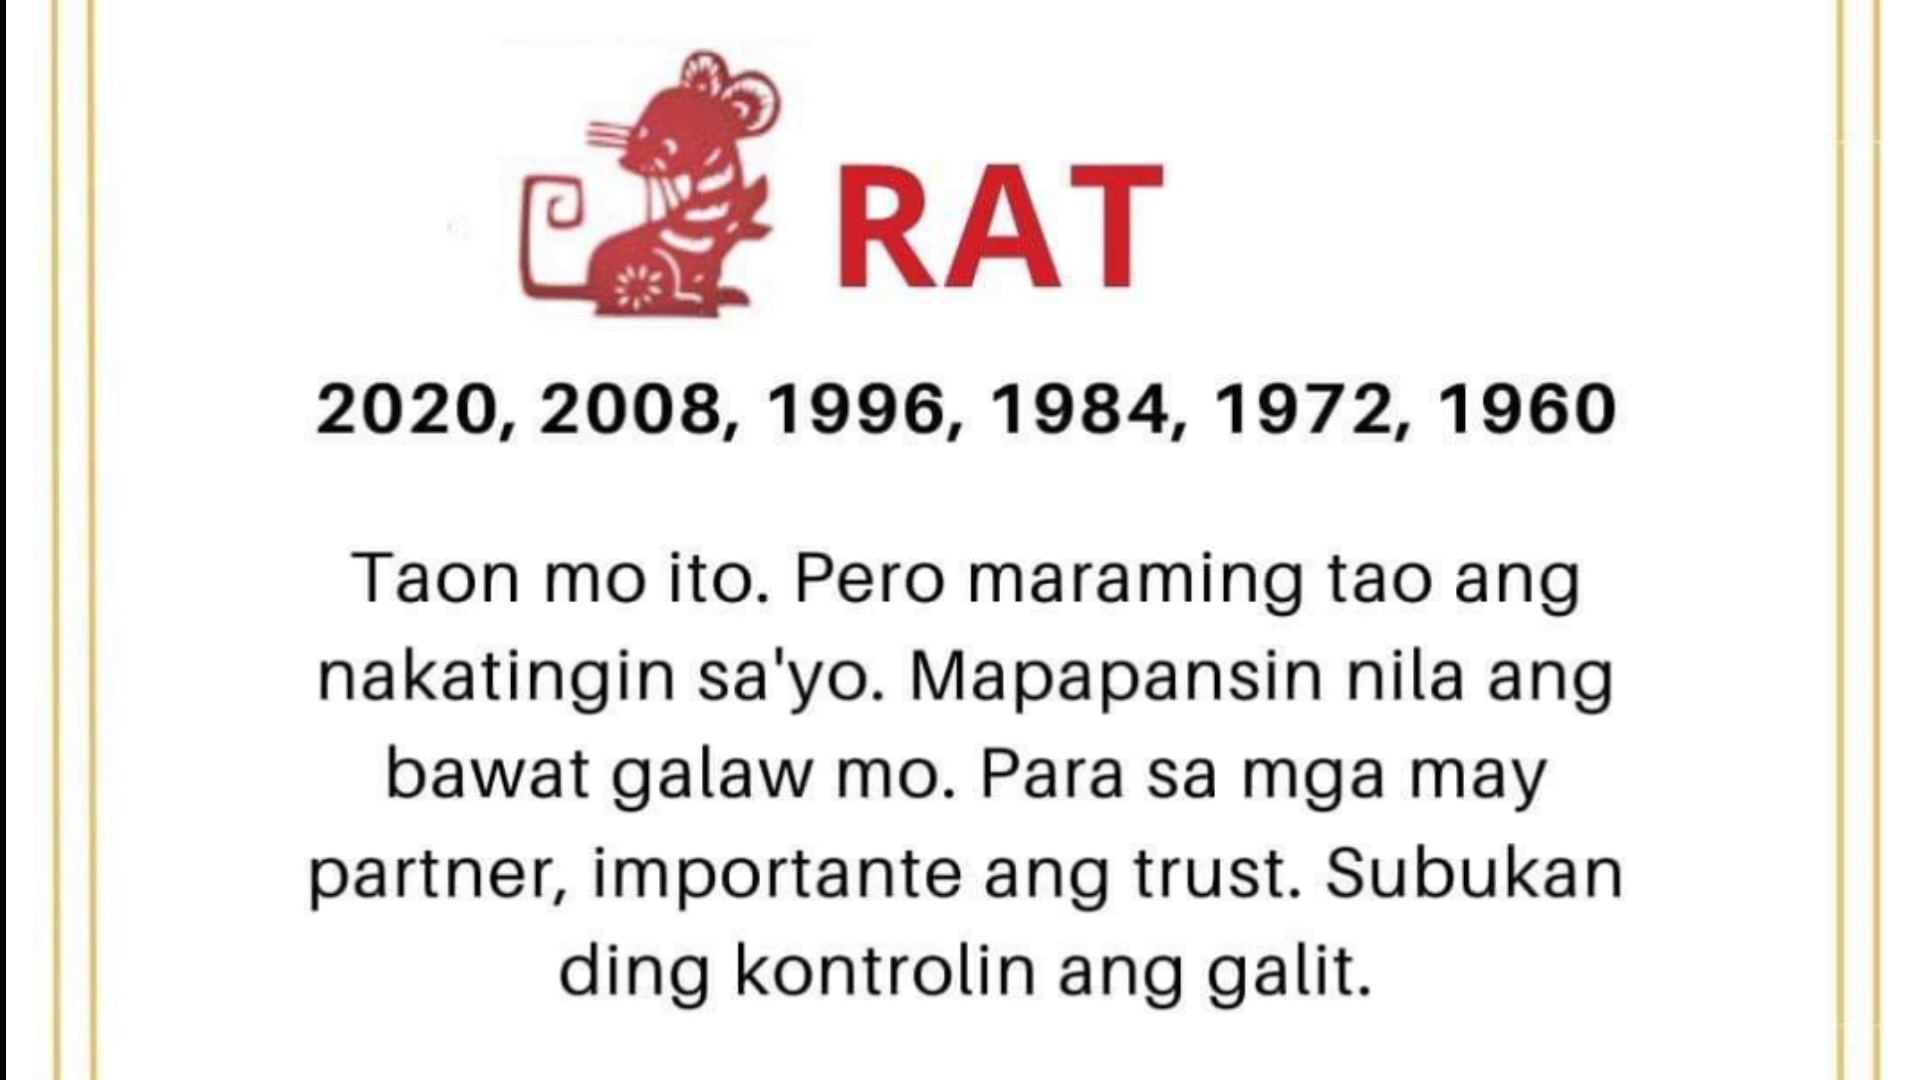 RAT
2020, 2008, 1996, 1984, 1972, 1960
Taon mo ito. Pero maraming tao ang
nakatingin sa'yo. Mapapansin nila ang
bawat galaw mo. Para sa mga may
partner, importante ang trust. Subukan
ding kontrolin ang galit.